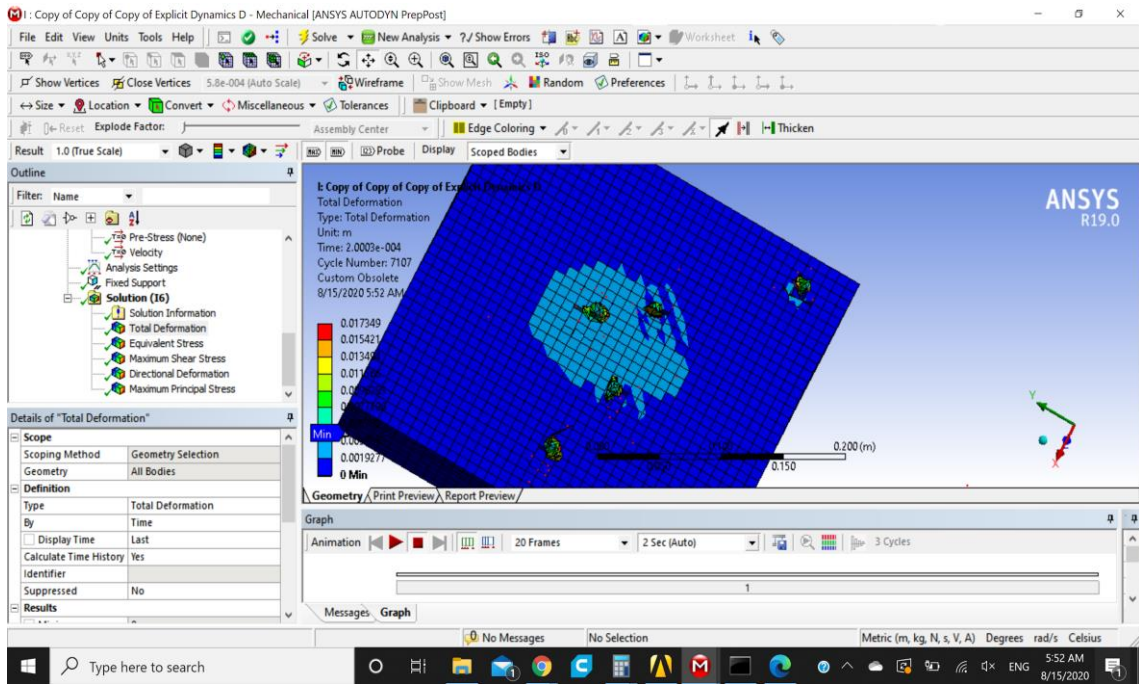 I : Copy of Copy of Copy of Explicit Dynamics D - Mechanical [ANSYS AUTODYN PrepPost]
File Edit View Units Tools Help Solve New Analysis ?/ Show Errors Worksheet
Show Vertices Close Vertices 5.8e-004 (Auto Scale) Wireframe Show Mesh Random Preferences
Size Location Convert Miscellaneous Tolerances Clipboard [Empty]
Reset Explode Factor: Assembly Center Edge Coloring Thicken
Result 1.0 (True Scale) Probe Display Scoped Bodies
Outline
Filter: Name
Pre-Stress (None)
Velocity
Analysis Settings
Fixed Support
Solution (I6)
Solution Information
Total Deformation
Equivalent Stress
Maximum Shear Stress
Directional Deformation
Maximum Principal Stress
Details of "Total Deformation"
Scope
Scoping Method Geometry Selection
Geometry All Bodies
Definition
Type Total Deformation
By Time
Display Time Last
Calculate Time History Yes
Identifier
Suppressed No
Results
I: Copy of Copy of Copy of
Total Deformation
Type: Total Deformation
Unit: m
Time: 2.0003e-004
Cycle Number: 7107
Custom Obsolete
8/15/2020 5:52 AM
0.017349
0.015421
0.0019277
0 Min
Min
ANSYS
R19.0
0.200 (m)
0.150
Y
X
Geometry Print Preview Report Preview
Graph
Animation 20 Frames 2 Sec (Auto) 3 Cycles
1
Messages Graph
No Messages No Selection Metric (m, kg, N, s, V, A) Degrees rad/s Celsius
Type here to search
ENG 5:52 AM
8/15/2020